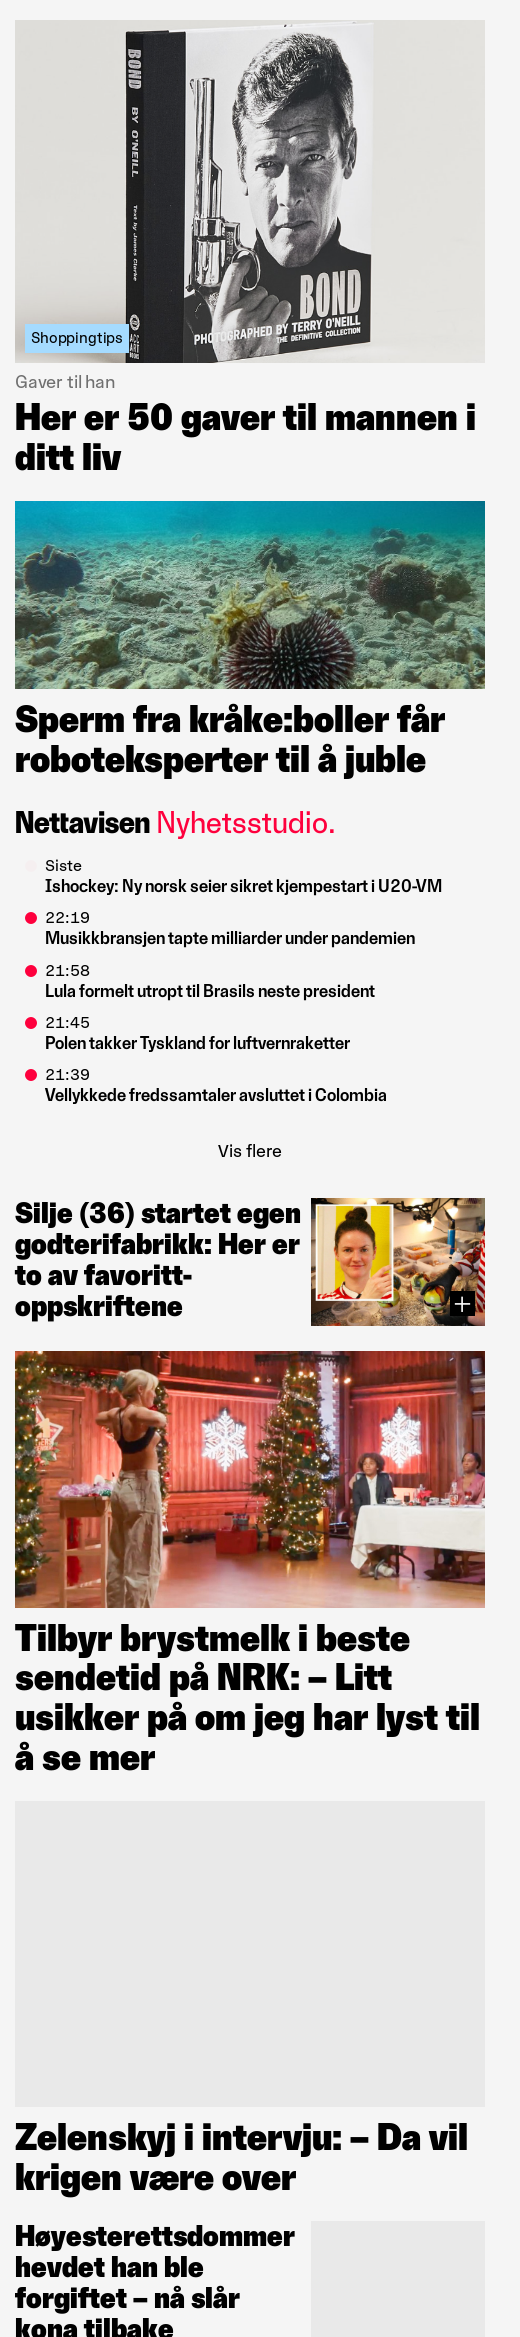 BOND
BY O'NEILL
Text by James Clarke
ACC
ART
BOOKS
BOND
PHOTOGRAPHED BY TERRY O'NEILL
THE DEFINITIVE COLLECTION
Shoppingtips
Gaver til han
Her er 50 gaver til mannen i
ditt liv
Sperm fra kråke:boller får
roboteksperter til å juble
Nettavisen Nyhetsstudio.
Siste
Ishockey: Ny norsk seier sikret kjempestart i U20-VM
22:19
Musikkbransjen tapte milliarder under pandemien
21:58
Lula formelt utropt til Brasils neste president
21:45
Polen takker Tyskland for luftvernraketter
21:39
Vellykkede fredssamtaler avsluttet i Colombia
Vis flere
Silje (36) startet egen
godterifabrikk: Her er
to av favoritt-
oppskriftene
Tilbyr brystmelk i beste
sendetid på NRK: – Litt
usikker på om jeg har lyst til
å se mer
Zelenskyj i intervju: – Da vil
krigen være over
Høyesterettsdommer
hevdet han ble
forgiftet – nå slår
kona tilbake